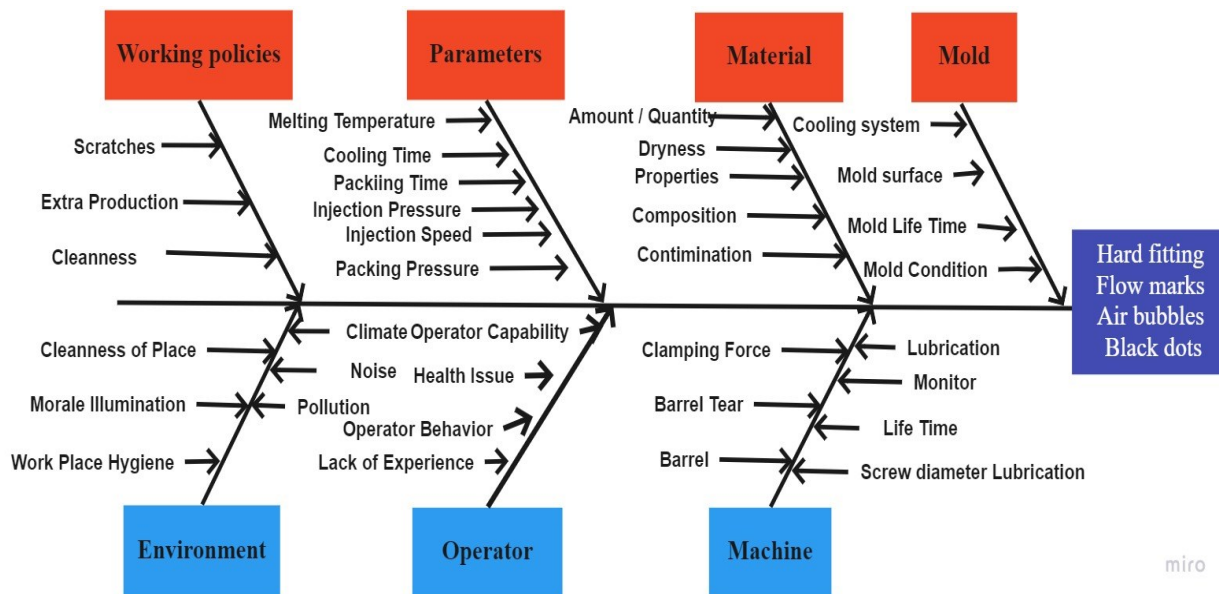 Working policies
Parameters
Material
Mold
Scratches
Extra Production
Cleanness
Melting Temperature
Cooling Time
Packiing Time
Injection Pressure
Injection Speed
Packing Pressure
Amount / Quantity
Dryness
Properties
Composition
Contimination
Cooling system
Mold surface
Mold Life Time
Mold Condition
Hard fitting
Flow marks
Air bubbles
Black dots
Cleanness of Place
Morale Illumination
Work Place Hygiene
Climate
Noise
Pollution
Operator Capability
Health Issue
Operator Behavior
Lack of Experience
Clamping Force
Barrel Tear
Barrel
Lubrication
Monitor
Life Time
Screw diameter Lubrication
Environment
Operator
Machine
miro